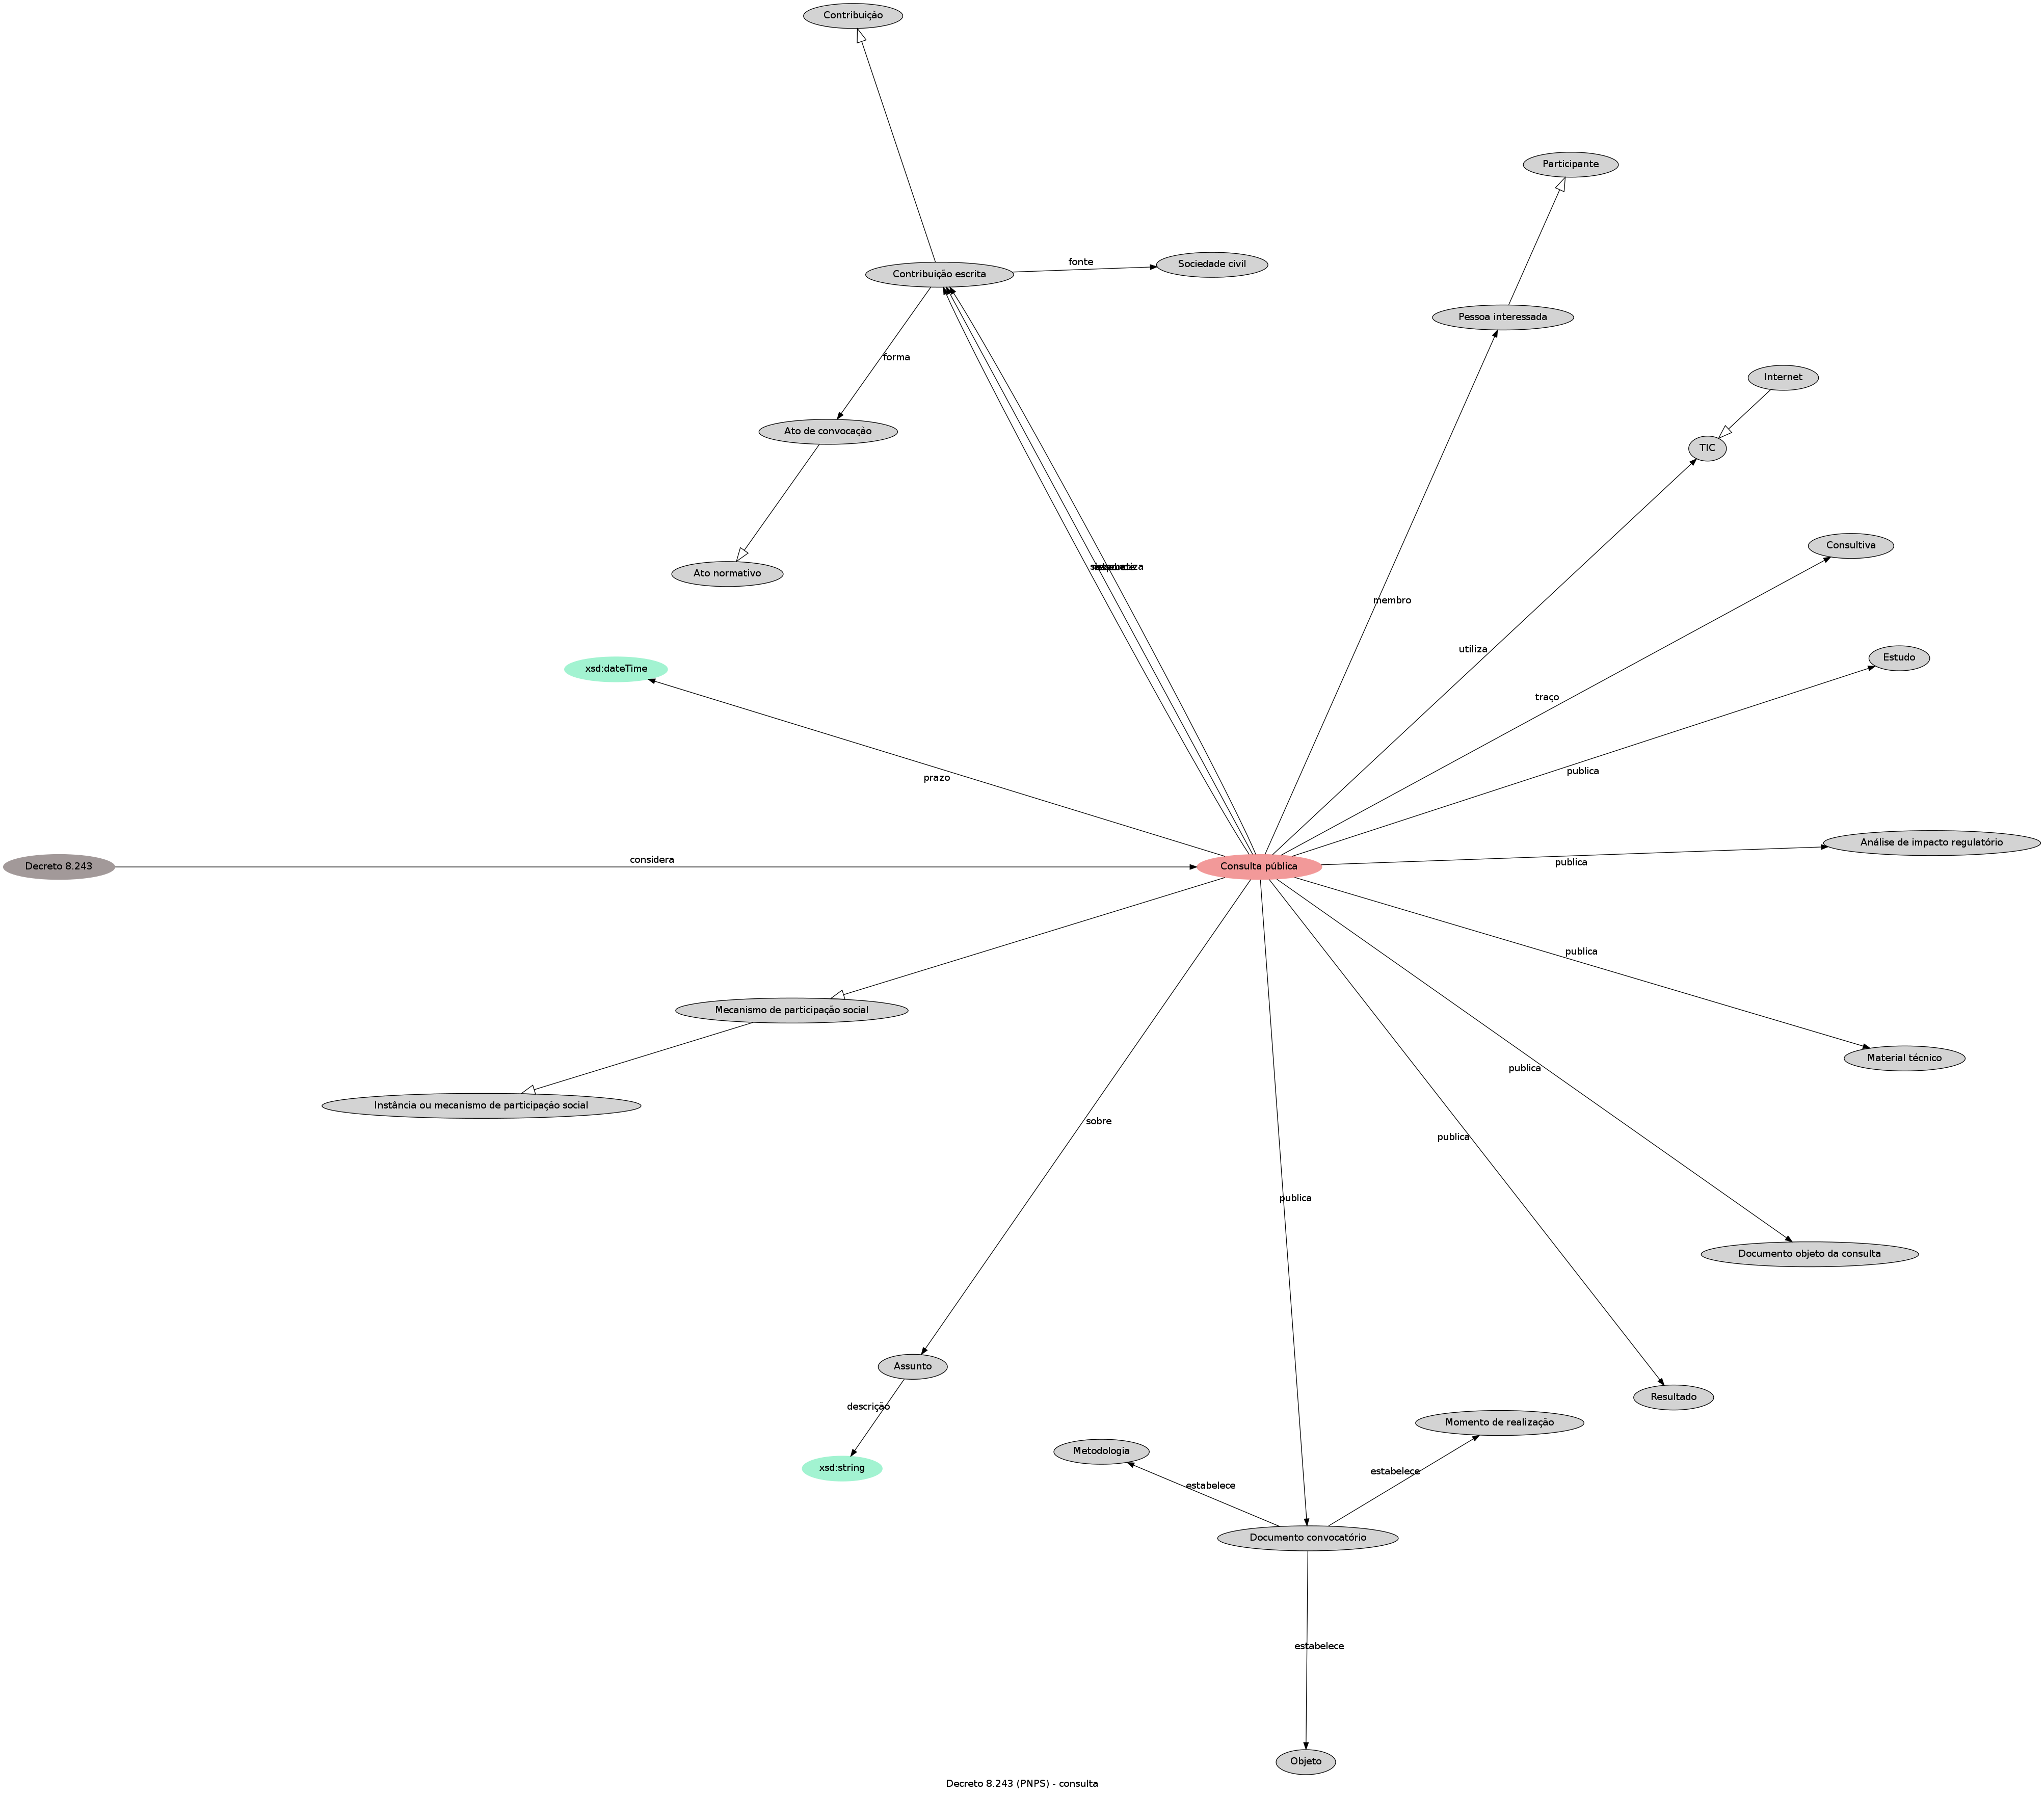 Contribuição
Participante
Sociedade civil
fonte
Contribuição escrita
Pessoa interessada
forma
Internet
Ato de convocação
TIC
Consultiva
Ato normativo
membro
utiliza
Estudo
xsd:dateTime
traço
publica
prazo
Análise de impacto regulatório
considera
publica
Decreto 8.243
Consulta pública
publica
Mecanismo de participação social
Material técnico
publica
Instância ou mecanismo de participação social
sobre
publica
publica
Documento objeto da consulta
Assunto
Resultado
descrição
Momento de realização
Metodologia
xsd:string
estabelece
estabelece
Documento convocatório
estabelece
Objeto
Decreto 8.243 (PNPS) - consulta